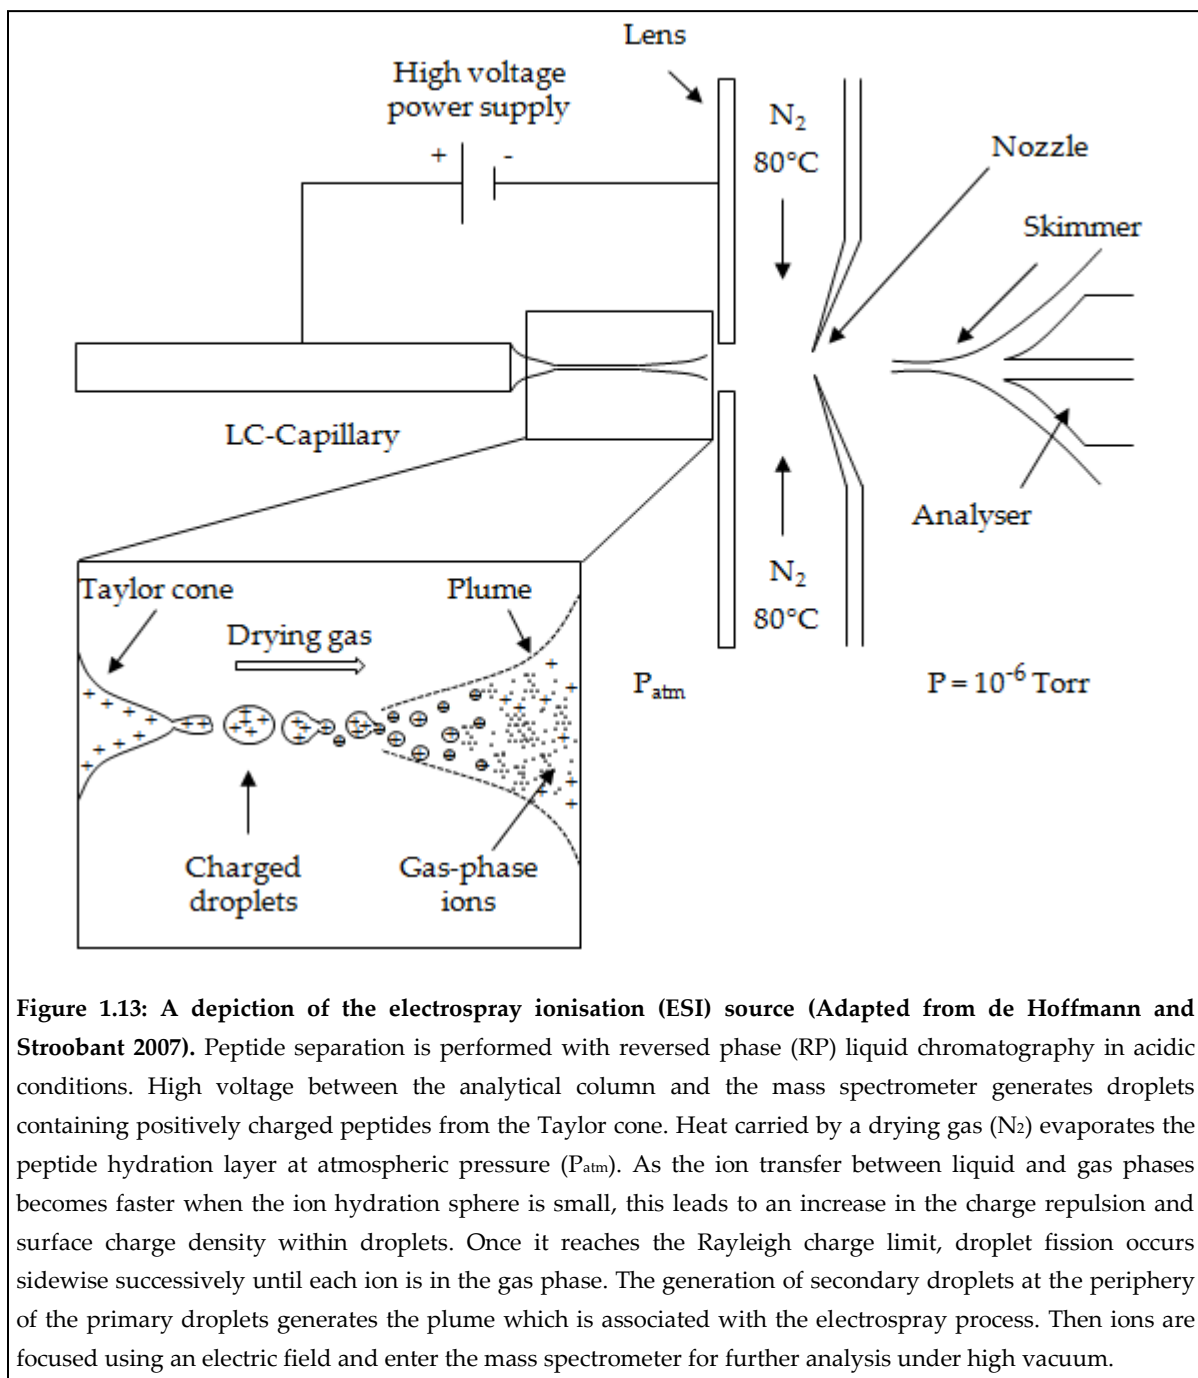 Lens
High voltage
power supply
+ -
N2
80°C
Nozzle
Skimmer
LC-Capillary
Analyser
N2
80°C
Taylor cone
Plume
Drying gas
Patm
P = 10-6 Torr
Charged
droplets
Gas-phase
ions
Figure 1.13: A depiction of the electrospray ionisation (ESI) source (Adapted from de Hoffmann and
Stroobant 2007). Peptide separation is performed with reversed phase (RP) liquid chromatography in acidic
conditions. High voltage between the analytical column and the mass spectrometer generates droplets
containing positively charged peptides from the Taylor cone. Heat carried by a drying gas (N2) evaporates the
peptide hydration layer at atmospheric pressure (Patm). As the ion transfer between liquid and gas phases
becomes faster when the ion hydration sphere is small, this leads to an increase in the charge repulsion and
surface charge density within droplets. Once it reaches the Rayleigh charge limit, droplet fission occurs
sidewise successively until each ion is in the gas phase. The generation of secondary droplets at the periphery
of the primary droplets generates the plume which is associated with the electrospray process. Then ions are
focused using an electric field and enter the mass spectrometer for further analysis under high vacuum.